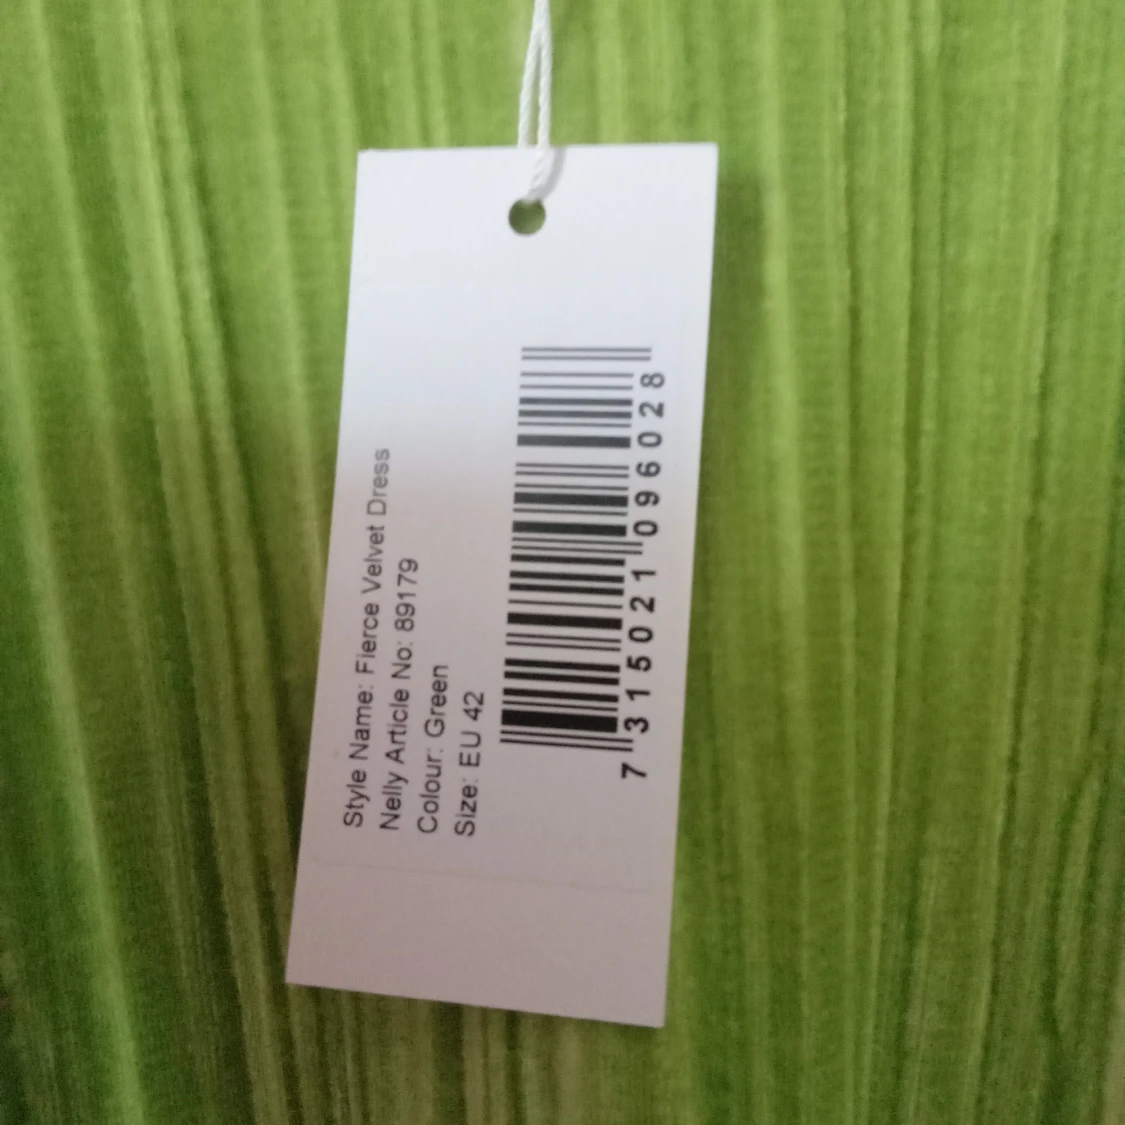 Style Name: Fierce Velvet Dress
Nelly Article No: 89179
Colour: Green
Size: EU 42
7 315021 096028